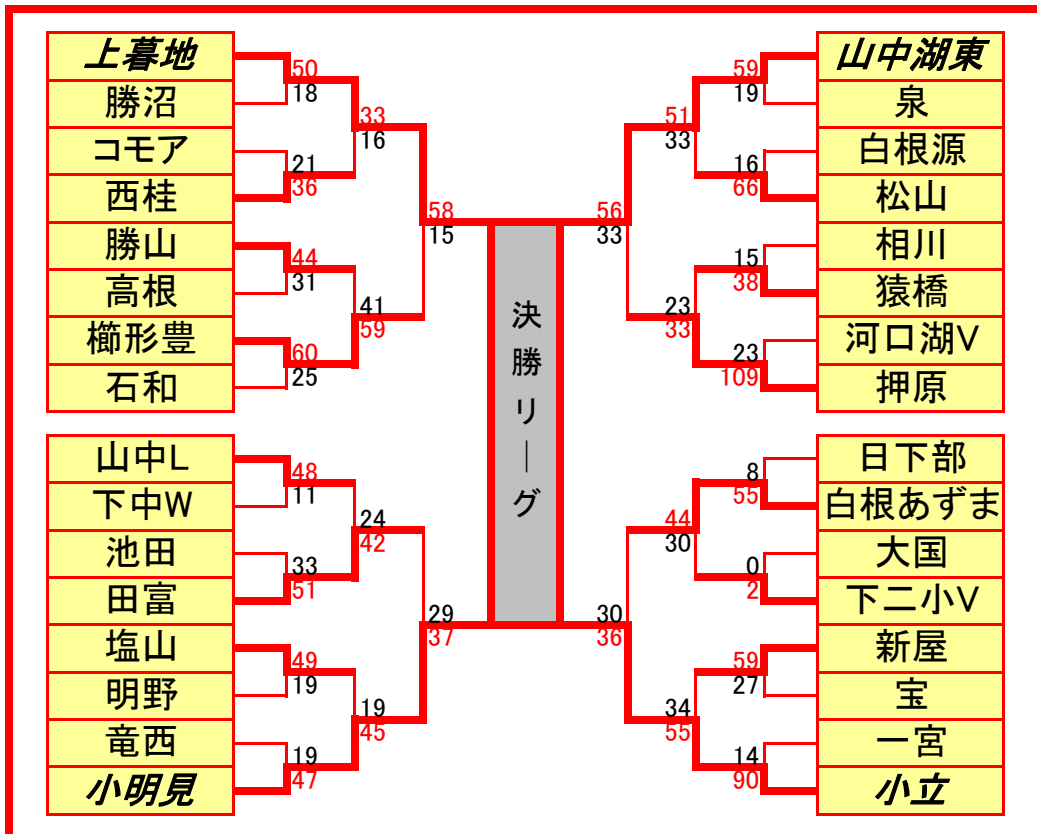 上暮地
50
勝沼
18
33
コモア
16
21
西桂
36
58
勝山
15
44
高根
31
41
櫛形豊
59
60
石和
25
山中湖東
59
泉
19
51
白根源
33
16
松山
66
56
相川
33
15
猿橋
38
23
河口湖V
33
23
押原
109
決勝リ―グ
山中L
48
下中W
11
24
池田
42
33
田富
51
29
塩山
37
49
明野
19
19
竜西
45
19
小明見
47
日下部
8
白根あずま
55
44
大国
30
0
下二小V
2
30
新屋
36
59
宝
27
34
一宮
55
14
小立
90